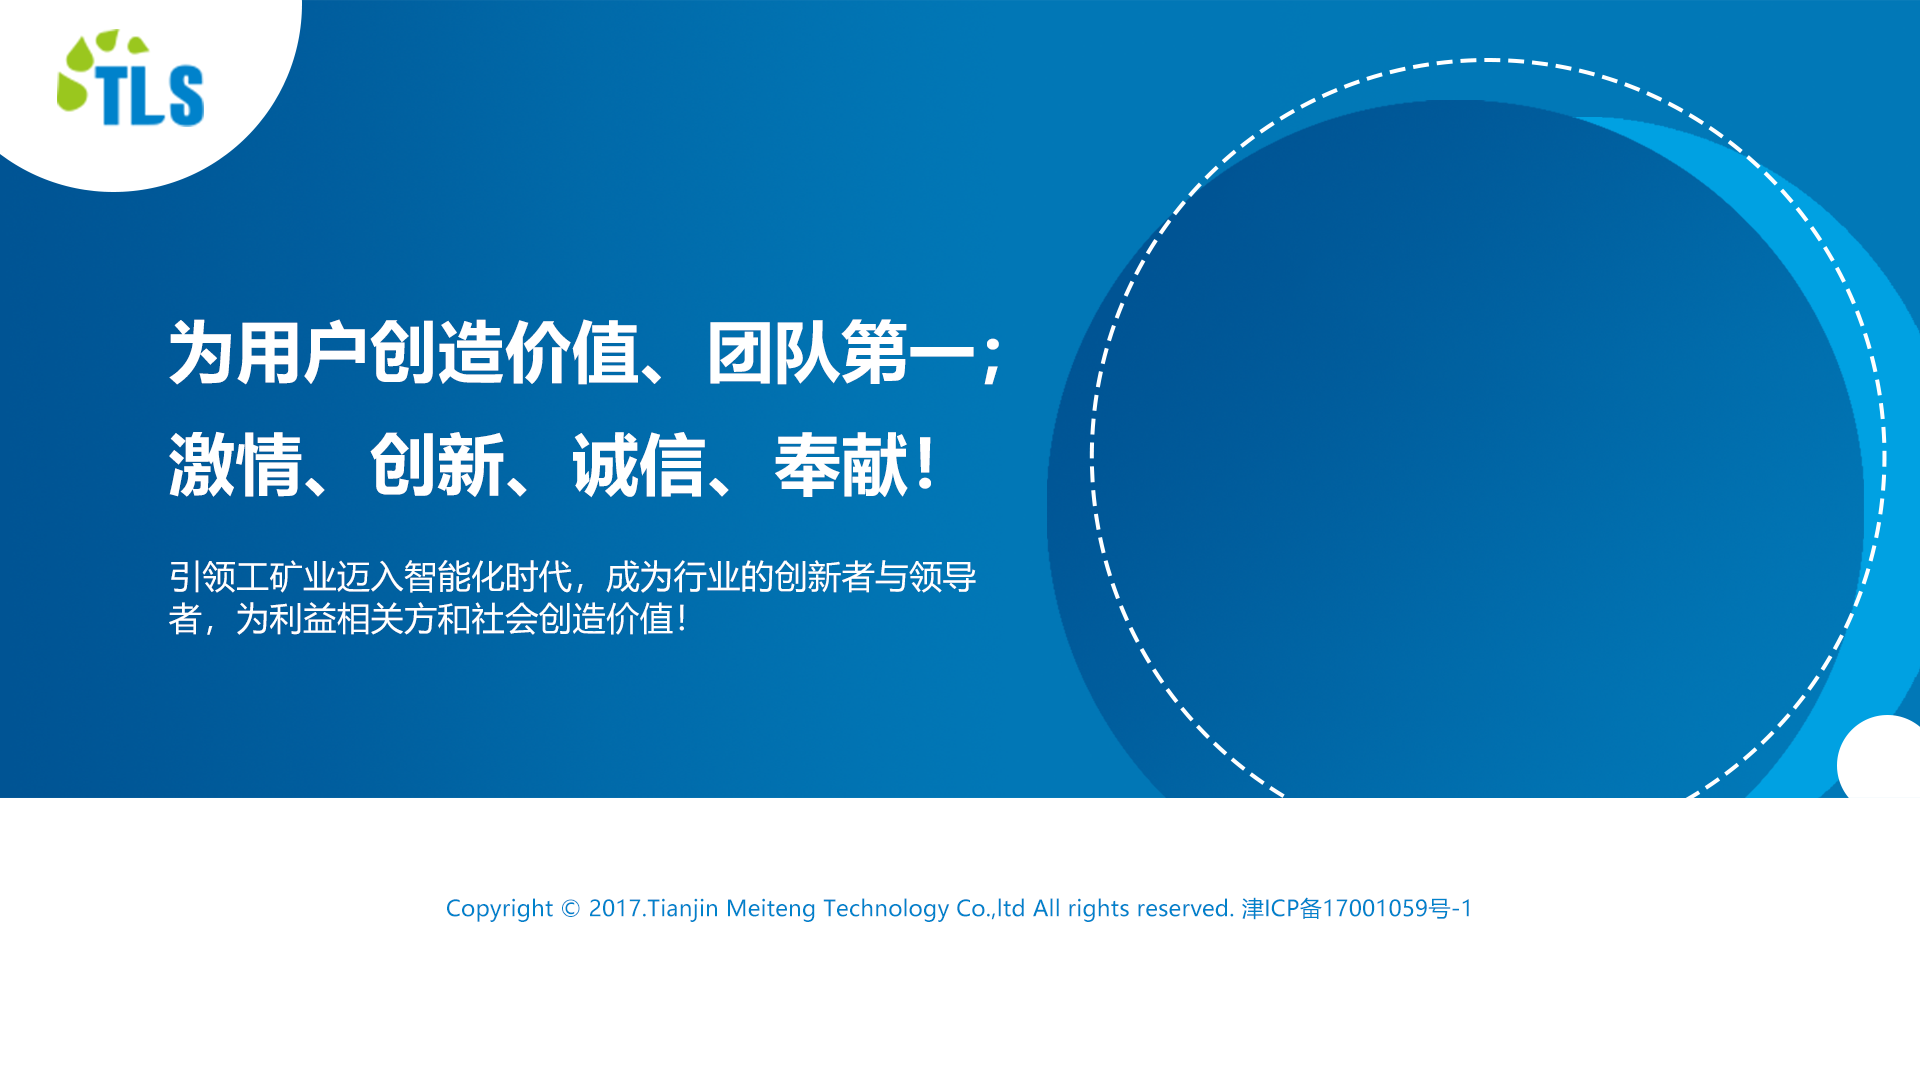 TLS
为用户创造价值、团队第一；
激情、创新、诚信、奉献！
引领工矿业迈入智能化时代，成为行业的创新者与领导
者，为利益相关方和社会创造价值！
Copyright © 2017.Tianjin Meiteng Technology Co.,ltd All rights reserved. 津ICP备17001059号-1